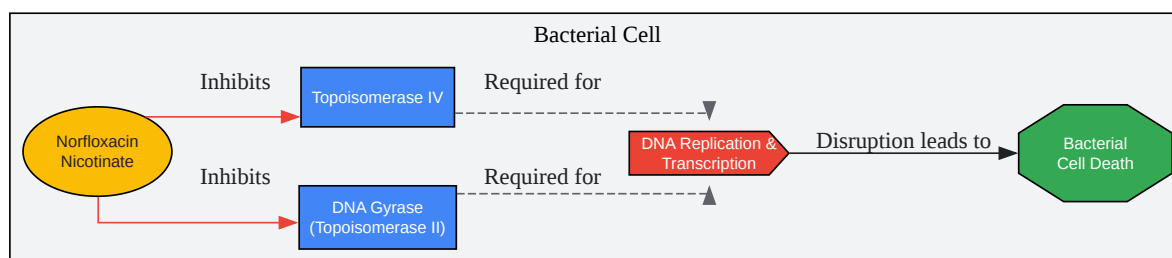 Bacterial Cell
Inhibits
Required for
Topoisomerase IV
Norfloxacin
Nicotinate
DNA Replication &
Transcription
Disruption leads to
Bacterial
Cell Death
Inhibits
Required for
DNA Gyrase
(Topoisomerase II)